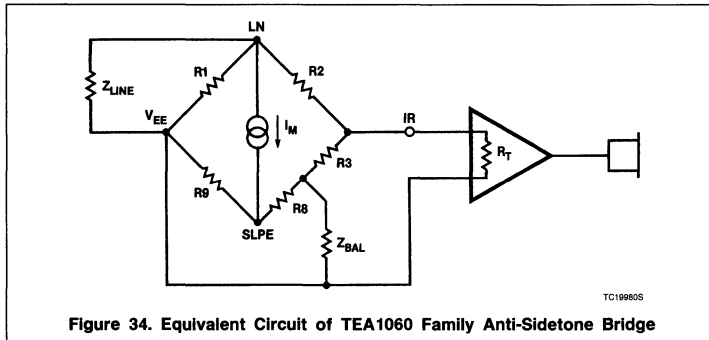 LN
R1
R2
Z_LINE
V_EE
I_M
IR
R_T
R3
R9
R8
SLPE
Z_BAL
TC19980S
Figure 34. Equivalent Circuit of TEA1060 Family Anti-Sidetone Bridge